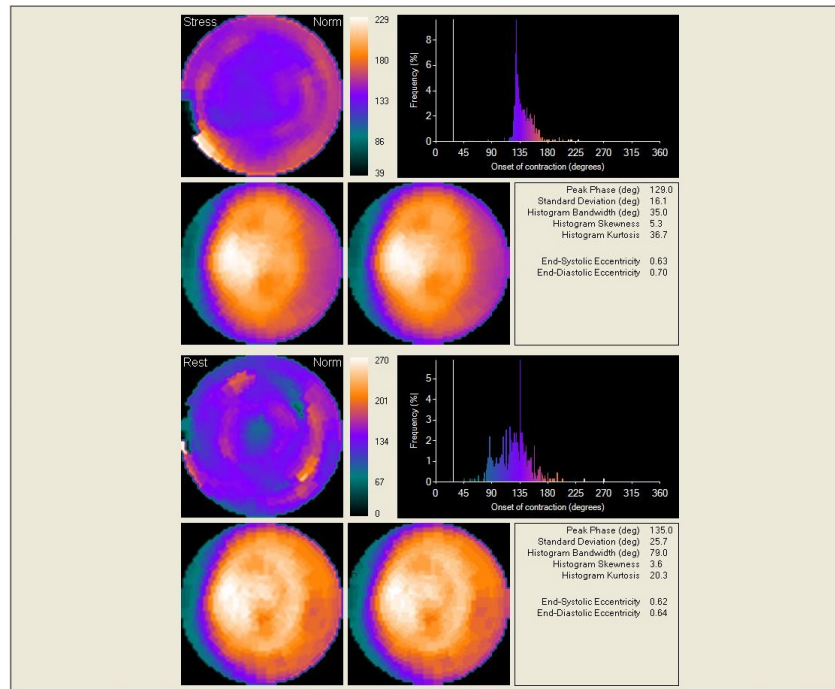 Stress Norm
229
180
133
86
39
Frequency (%)
8
6
4
2
0
0 45 90 135 180 225 270 315 360
Onset of contraction (degrees)
Peak Phase (deg) 129.0
Standard Deviation (deg) 16.1
Histogram Bandwidth (deg) 35.0
Histogram Skewness 5.3
Histogram Kurtosis 36.7
End-Systolic Eccentricity 0.63
End-Diastolic Eccentricity 0.70
Rest Norm
270
201
134
67
0
Frequency (%)
5
4
3
2
1
0
0 45 90 135 180 225 270 315 360
Onset of contraction (degrees)
Peak Phase (deg) 135.0
Standard Deviation (deg) 25.7
Histogram Bandwidth (deg) 79.0
Histogram Skewness 3.6
Histogram Kurtosis 20.3
End-Systolic Eccentricity 0.62
End-Diastolic Eccentricity 0.64